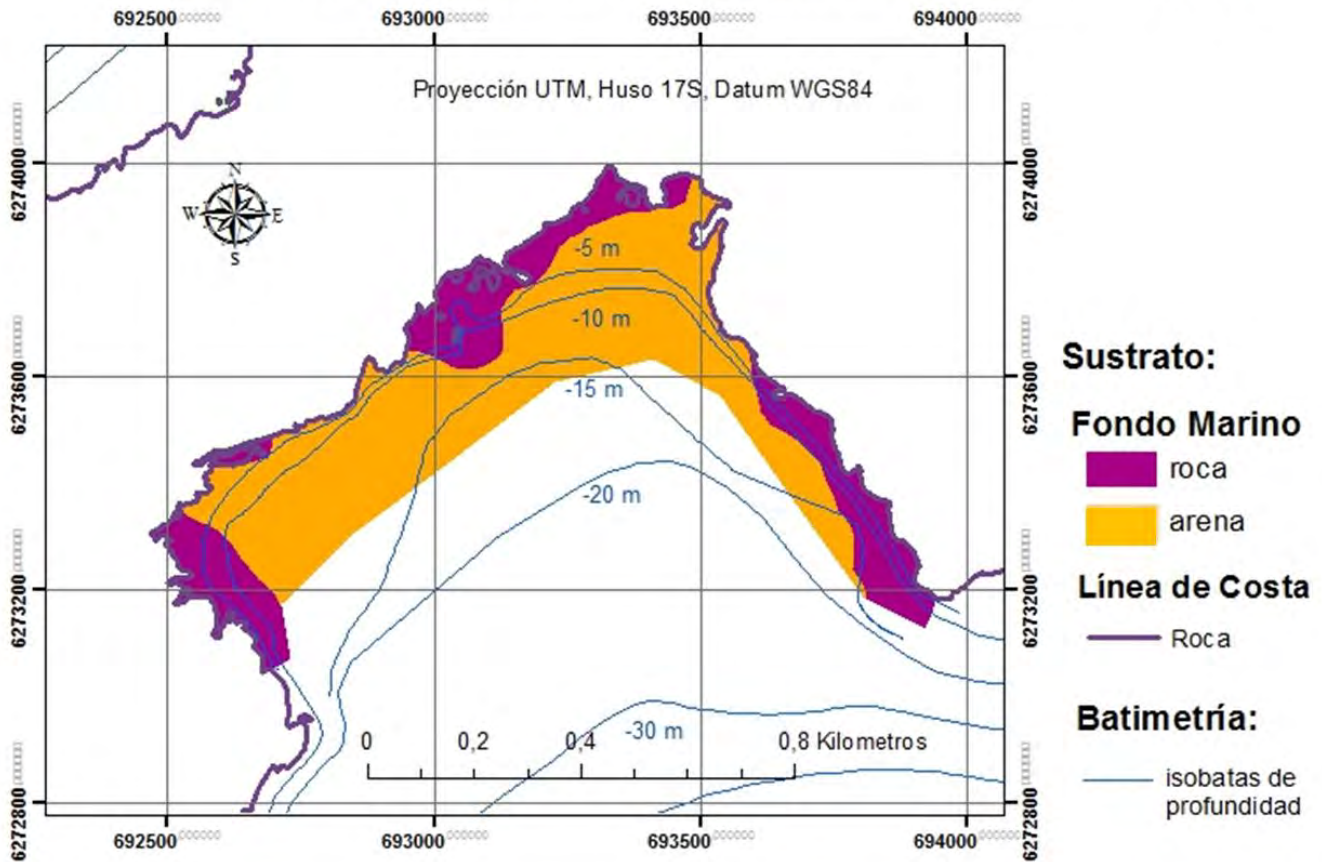 692500 693000 693500 694000
Proyección UTM, Huso 17S, Datum WGS84
6274000
6274000
N
W E
S
-5 m
-10 m
6273600
6273600
-15 m
-20 m
6273200
6273200
-30 m
0 0,2 0,4 0,8 Kilometros
6272800
6272800
692500 693000 693500 694000
Sustrato:
Fondo Marino
roca
arena
Línea de Costa
Roca
Batimetría:
isobatas de
profundidad